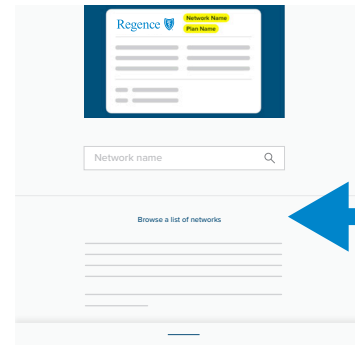 Regence
Network Name
Plan Name
Network name
Browse a list of networks